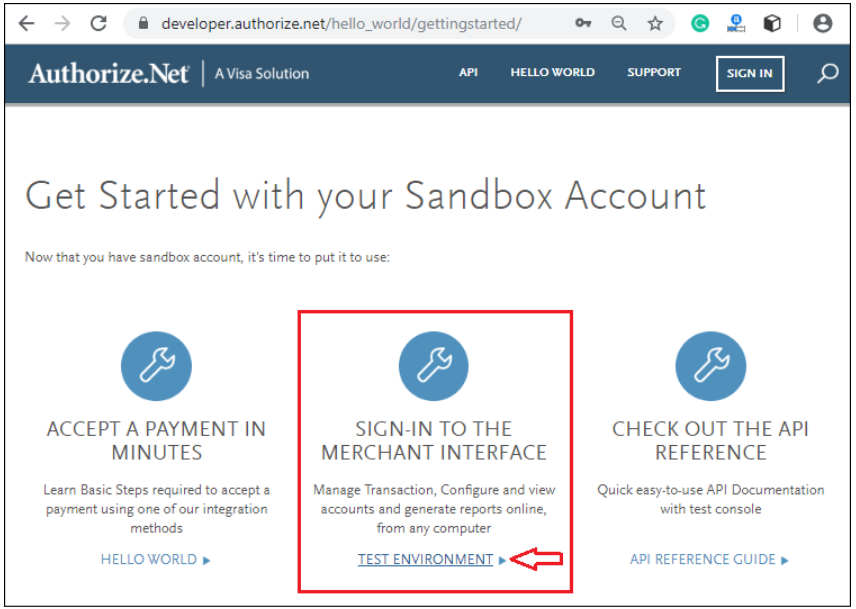 developer.authorize.net/hello_world/gettingstarted/
Authorize.Net | A Visa Solution
API
HELLO WORLD
SUPPORT
SIGN IN
Get Started with your Sandbox Account
Now that you have sandbox account, it's time to put it to use:
ACCEPT A PAYMENT IN
MINUTES
Learn Basic Steps required to accept a
payment using one of our integration
methods
HELLO WORLD
SIGN-IN TO THE
MERCHANT INTERFACE
Manage Transaction, Configure and view
accounts and generate reports online,
from any computer
TEST ENVIRONMENT
CHECK OUT THE API
REFERENCE
Quick easy-to-use API Documentation
with test console
API REFERENCE GUIDE